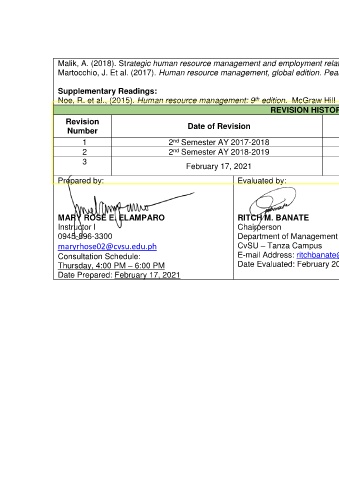 Malik, A. (2018). Strategic human resource management and employment rela
Martocchio, J. Et al. (2017). Human resource management, global edition. Pea
Supplementary Readings:
Noe, R. et al., (2015). Human resource management: 9th edition. McGraw Hill
REVISION HISTOR
Revision Number
Date of Revision
1
2nd Semester AY 2017-2018
2
2nd Semester AY 2018-2019
3
February 17, 2021
Prepared by:
Evaluated by:
MARY ROSE E. ELAMPARO
RITCH M. BANATE
Instructor I
Chairperson
0945-896-3300
Department of Management
maryrhose02@cvsu.edu.ph
CvSU – Tanza Campus
Consultation Schedule:
E-mail Address: ritchbanate@
Thursday, 4:00 PM – 6:00 PM
Date Evaluated: February 20
Date Prepared: February 17, 2021